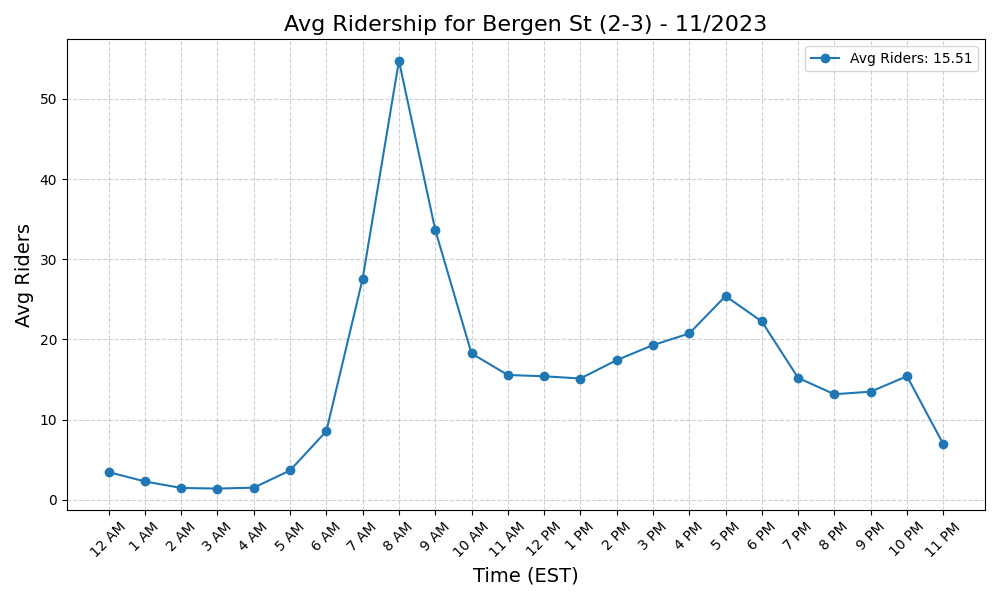 Avg Ridership for Bergen St (2-3) - 11/2023
Avg Riders: 15.51
Avg Riders
50
40
30
20
10
0
12 AM
1 AM
2 AM
3 AM
4 AM
5 AM
6 AM
7 AM
8 AM
9 AM
10 AM
11 AM
12 PM
1 PM
2 PM
3 PM
4 PM
5 PM
6 PM
7 PM
8 PM
9 PM
10 PM
11 PM
Time (EST)